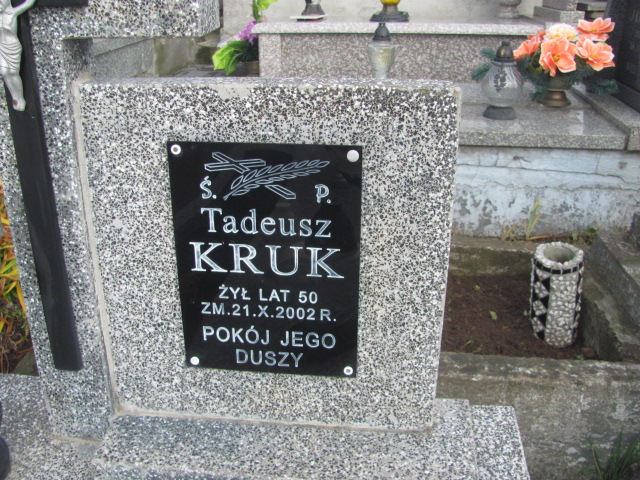 Ś. P.
Tadeusz
KRUK
ŻYŁ LAT 50
ZM. 21.X.2002 R.
POKÓJ JEGO
DUSZY